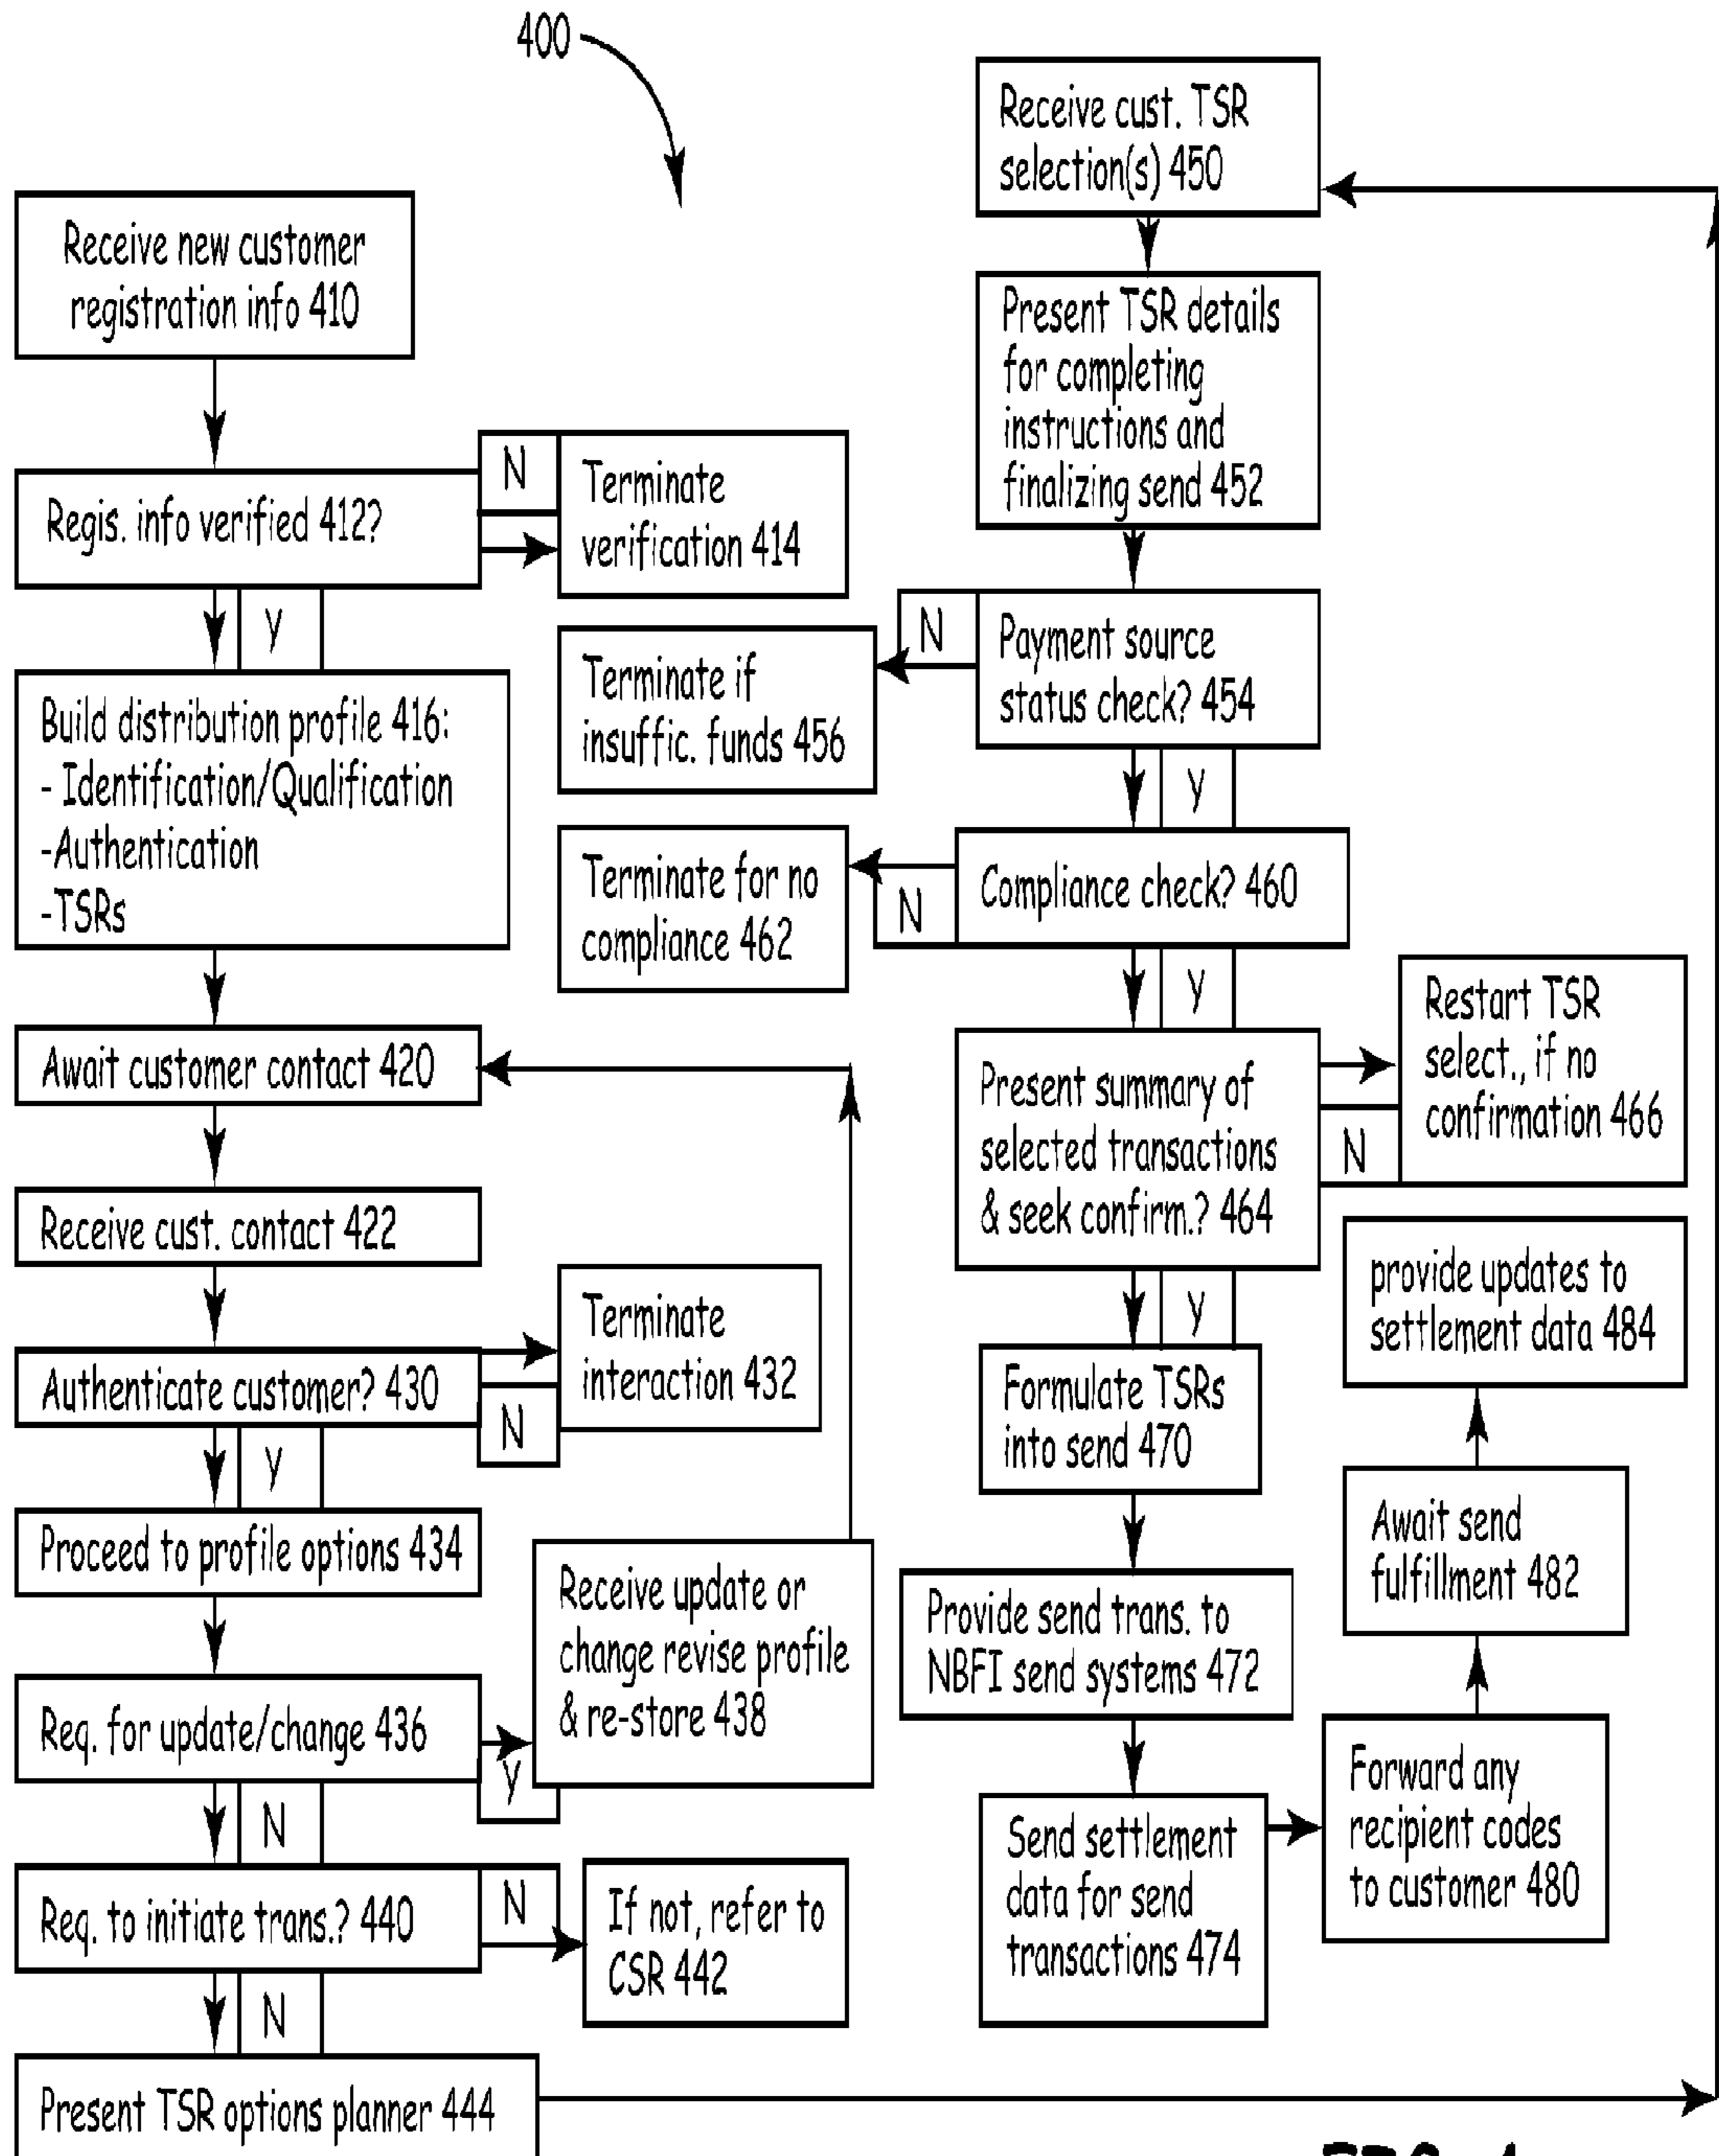 400
Receive new customer
registration info 410
Regis. info verified 412?
N
Terminate
verification 414
Y
Build distribution profile 416:
- Identification/Qualification
-Authentication
-TSRs
Await customer contact 420
Receive cust. contact 422
Authenticate customer? 430
Terminate
interaction 432
N
Y
Proceed to profile options 434
Req. for update/change 436
Receive update or
change revise profile
& re-store 438
Y
N
Req. to initiate trans.? 440
N
If not, refer to
CSR 442
N
Present TSR options planner 444
Receive cust. TSR
selection(s) 450
Present TSR details
for completing
instructions and
finalizing send 452
Payment source
status check? 454
N
Terminate if
insuffic. funds 456
Y
Compliance check? 460
N
Terminate for no
compliance 462
Y
Present summary of
selected transactions
& seek confirm.? 464
Restart TSR
select., if no
confirmation 466
N
Y
Formulate TSRs
into send 470
Provide send trans. to
NBFI send systems 472
Send settlement
data for send
transactions 474
Forward any
recipient codes
to customer 480
Await send
fulfillment 482
provide updates to
settlement data 484